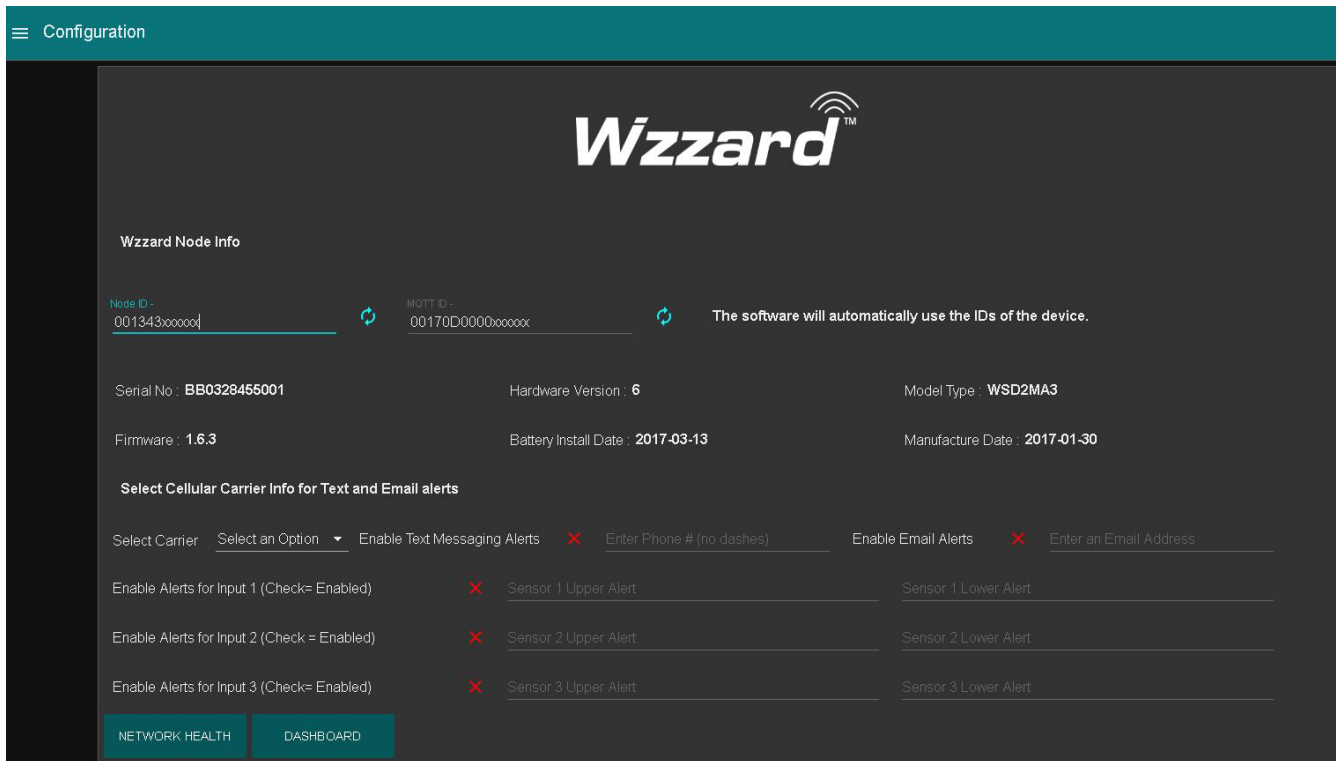 Configuration
Wzzard™
Wzzard Node Info
Node ID -
MQTT ID -
001343xxxxxx
00170D0000xxxxxx
The software will automatically use the IDs of the device.
Serial No : BB0328455001 Hardware Version : 6 Model Type : WSD2MA3
Firmware : 1.6.3 Battery Install Date : 2017-03-13 Manufacture Date : 2017-01-30
Select Cellular Carrier Info for Text and Email alerts
Select Carrier Select an Option Enable Text Messaging Alerts Enter Phone # (no dashes) Enable Email Alerts Enter an Email Address
Enable Alerts for Input 1 (Check= Enabled) Sensor 1 Upper Alert Sensor 1 Lower Alert
Enable Alerts for Input 2 (Check = Enabled) Sensor 2 Upper Alert Sensor 2 Lower Alert
Enable Alerts for Input 3 (Check= Enabled) Sensor 3 Upper Alert Sensor 3 Lower Alert
NETWORK HEALTH DASHBOARD